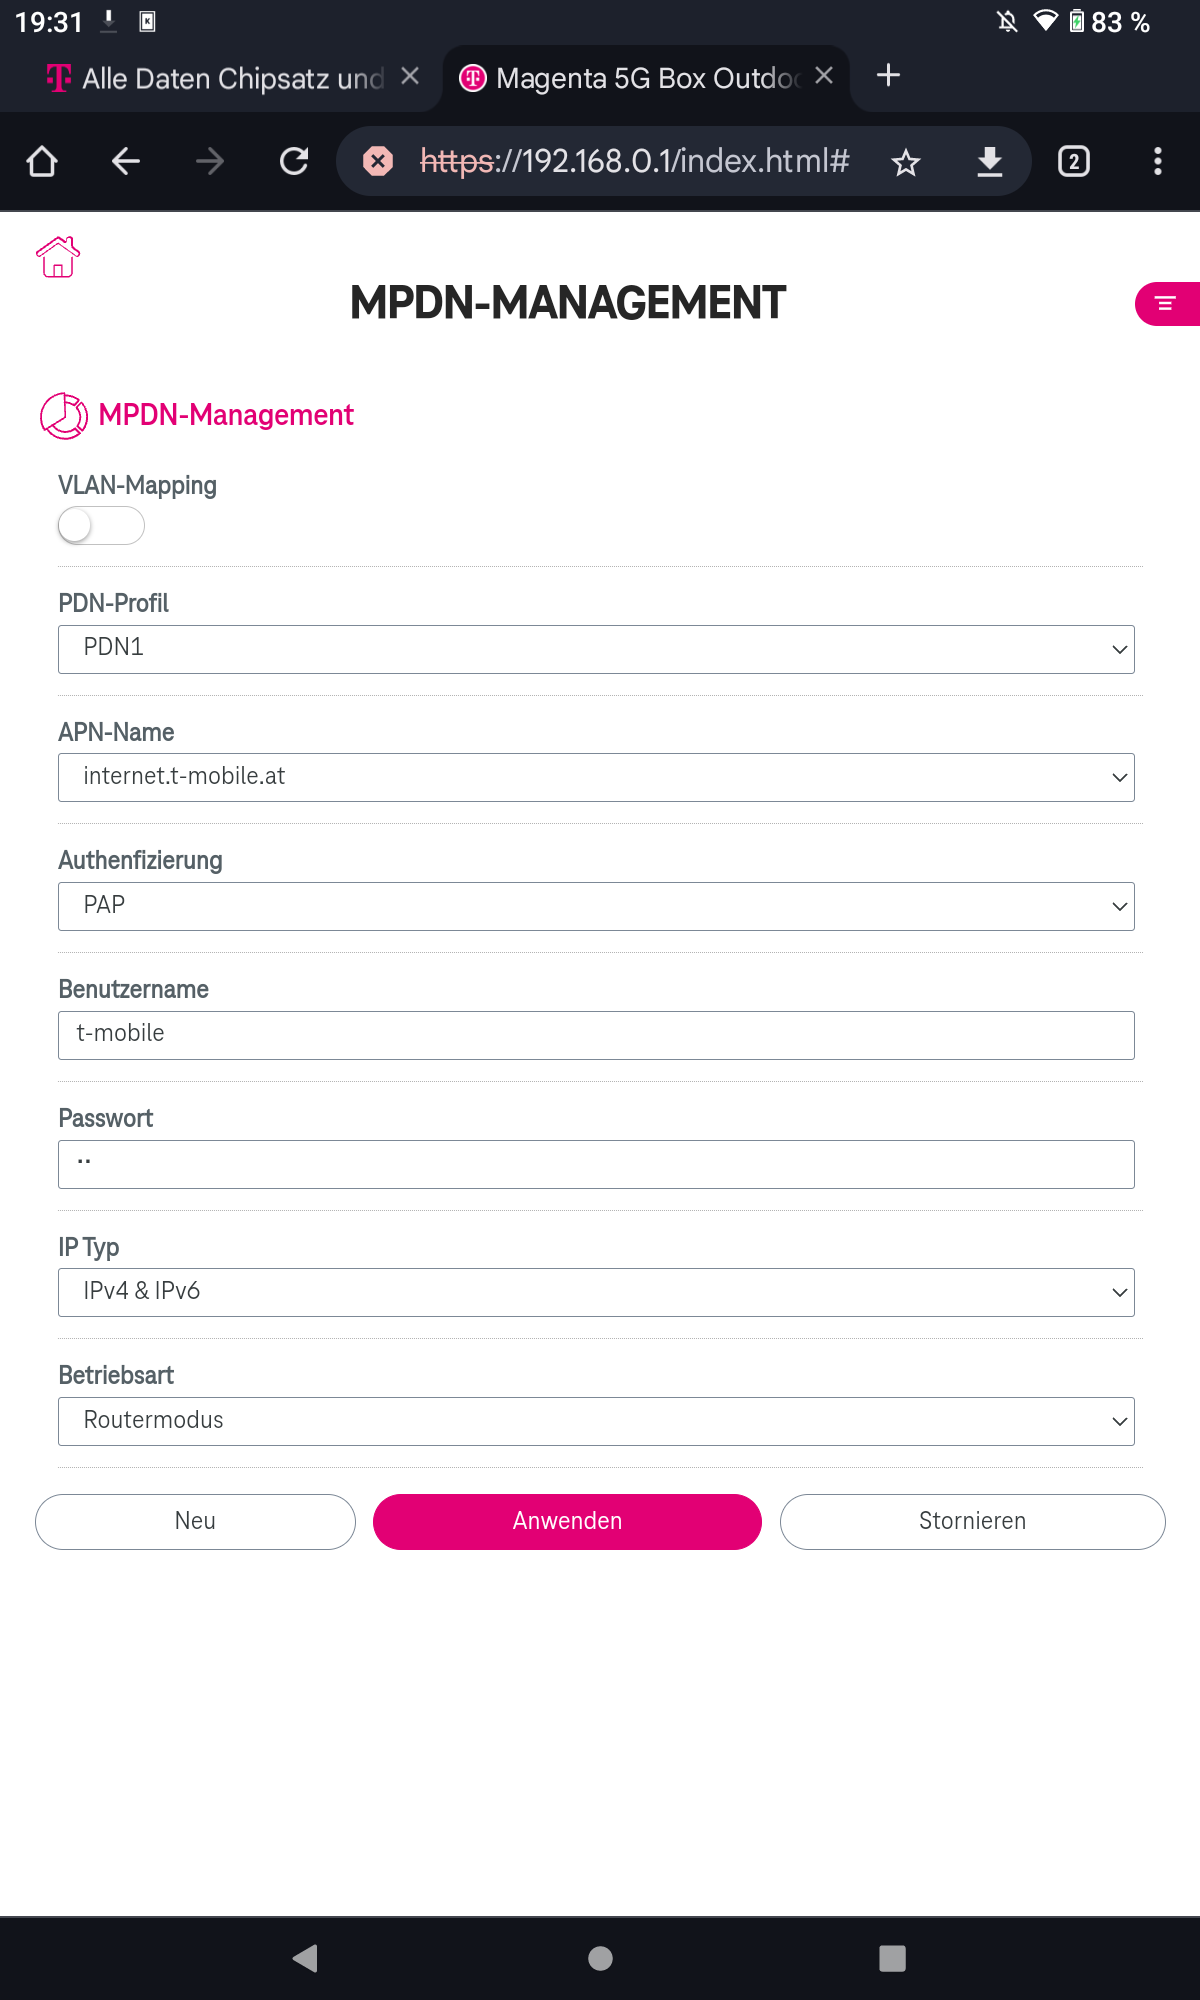 19:31 83 %
Alle Daten Chipsatz und Magenta 5G Box Outdoo
https://192.168.0.1/index.html# 2
MPDN-MANAGEMENT
MPDN-Management
VLAN-Mapping
PDN-Profil
PDN1
APN-Name
internet.t-mobile.at
Authenfizierung
PAP
Benutzername
t-mobile
Passwort
··
IP Typ
IPv4 & IPv6
Betriebsart
Routermodus
Neu Anwenden Stornieren